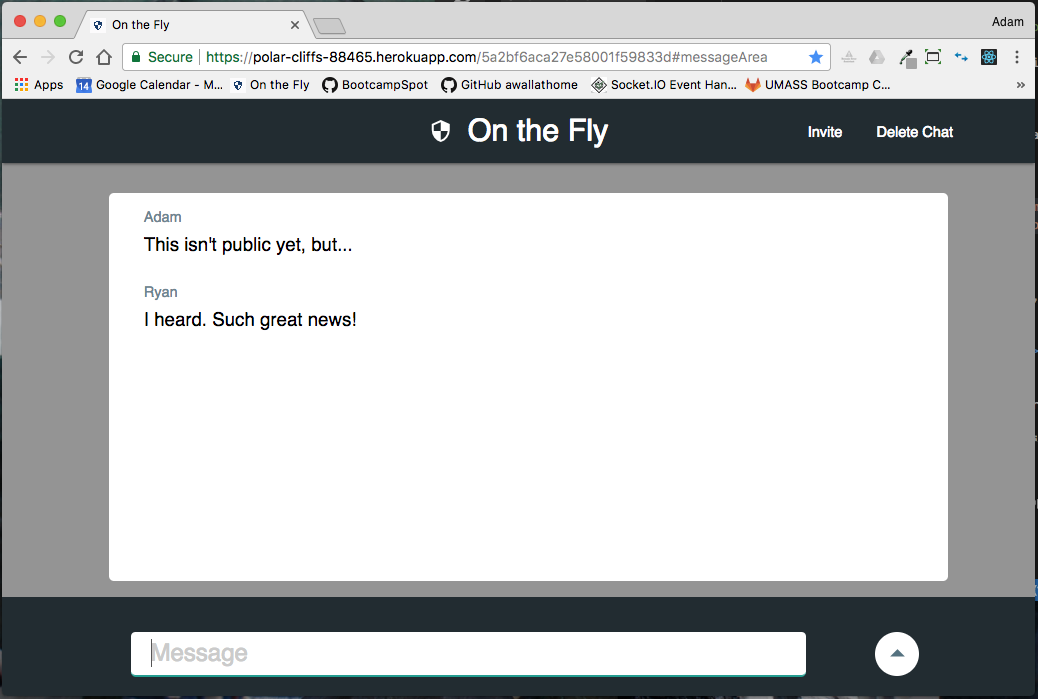 On the Fly
Adam
Secure https://polar-cliffs-88465.herokuapp.com/5a2bf6aca27e58001f59833d#messageArea
Apps 14 Google Calendar - M... On the Fly BootcampSpot GitHub awallathome Socket.IO Event Han... UMASS Bootcamp C... »
On the Fly Invite Delete Chat
Adam
This isn't public yet, but...
Ryan
I heard. Such great news!
Message